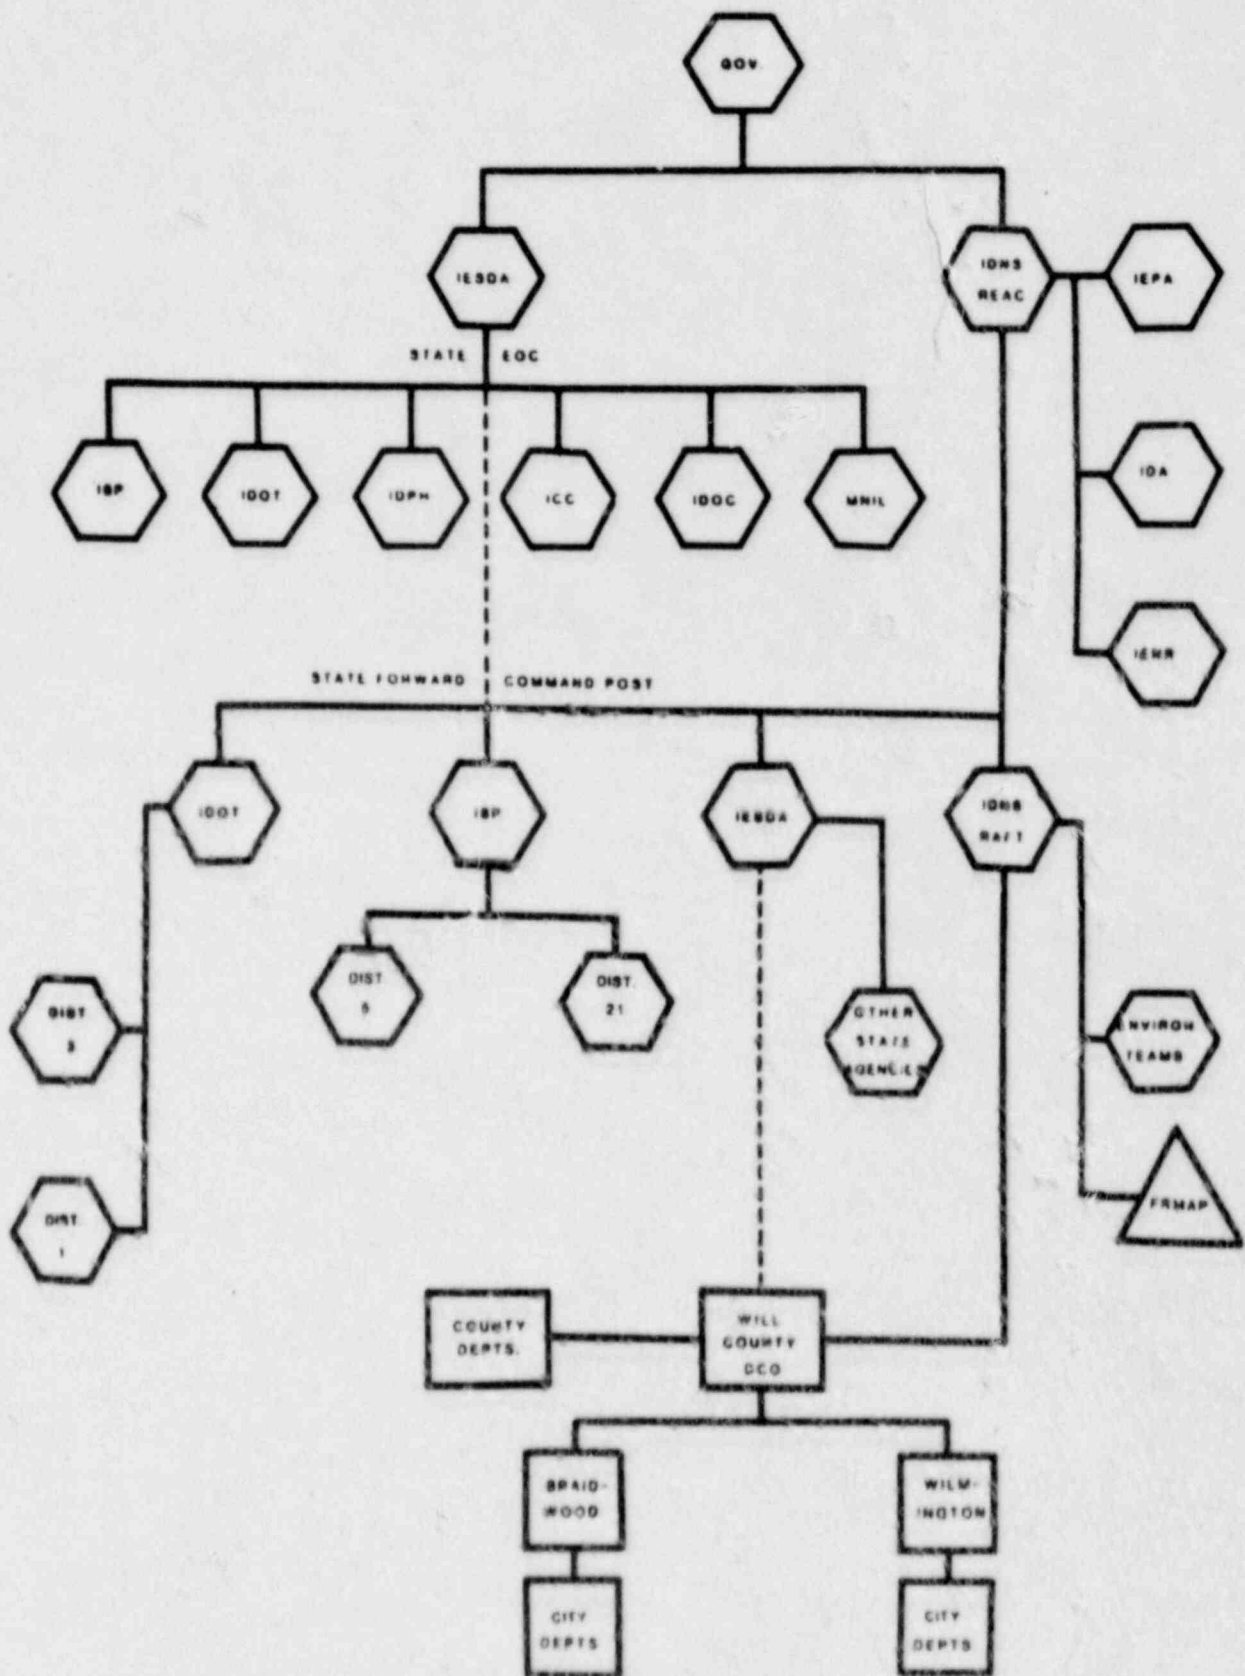 GOV.
IESDA
IDNS
REAC
IEPA
STATE EOC
ISP
IDOT
IDPH
ICC
IDOC
MNIL
IDA
IENR
STATE FORWARD COMMAND POST
IDOT
ISP
IESDA
IDNS
RAFT
DIST.
5
DIST.
21
DIST
3
OTHER
STATE
AGENCIES
ENVIRON
TEAMS
DIST.
1
FRMAP
COUNTY
DEPTS.
WILL
COUNTY
DCO
BRAID-
WOOD
WILM-
INGTON
CITY
DEPTS
CITY
DEPTS